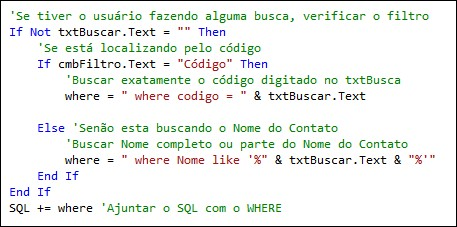 'Se tiver o usuário fazendo alguma busca, verificar o filtro
If Not txtBuscar.Text = "" Then
'Se está localizando pelo código
If cmbFiltro.Text = "Código" Then
'Buscar exatamente o código digitado no txtBusca
where = " where codigo = " & txtBuscar.Text
Else 'Senão esta buscando o Nome do Contato
'Buscar Nome completo ou parte do Nome do Contato
where = " where Nome like '%" & txtBuscar.Text & "%'"
End If
End If
SQL += where 'Ajuntar o SQL com o WHERE